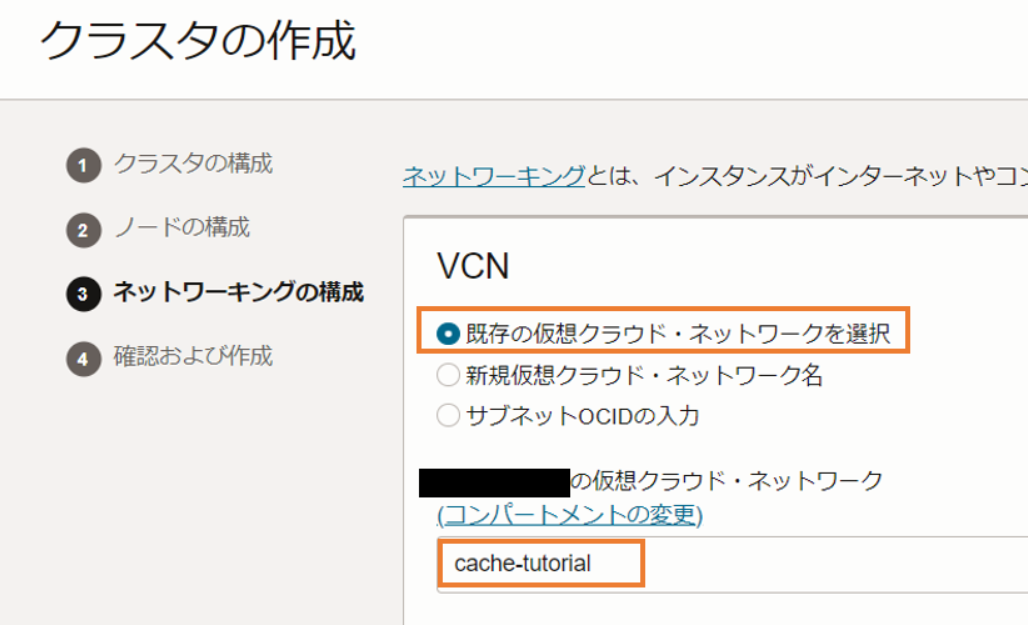 クラスタの作成
1 クラスタの構成
2 ノードの構成
3 ネットワーキングの構成
4 確認および作成
ネットワーキングとは、インスタンスがインターネットやコン
VCN
既存の仮想クラウド・ネットワークを選択
新規仮想クラウド・ネットワーク名
サブネットOCIDの入力
の仮想クラウド・ネットワーク
(コンパートメントの変更)
cache-tutorial